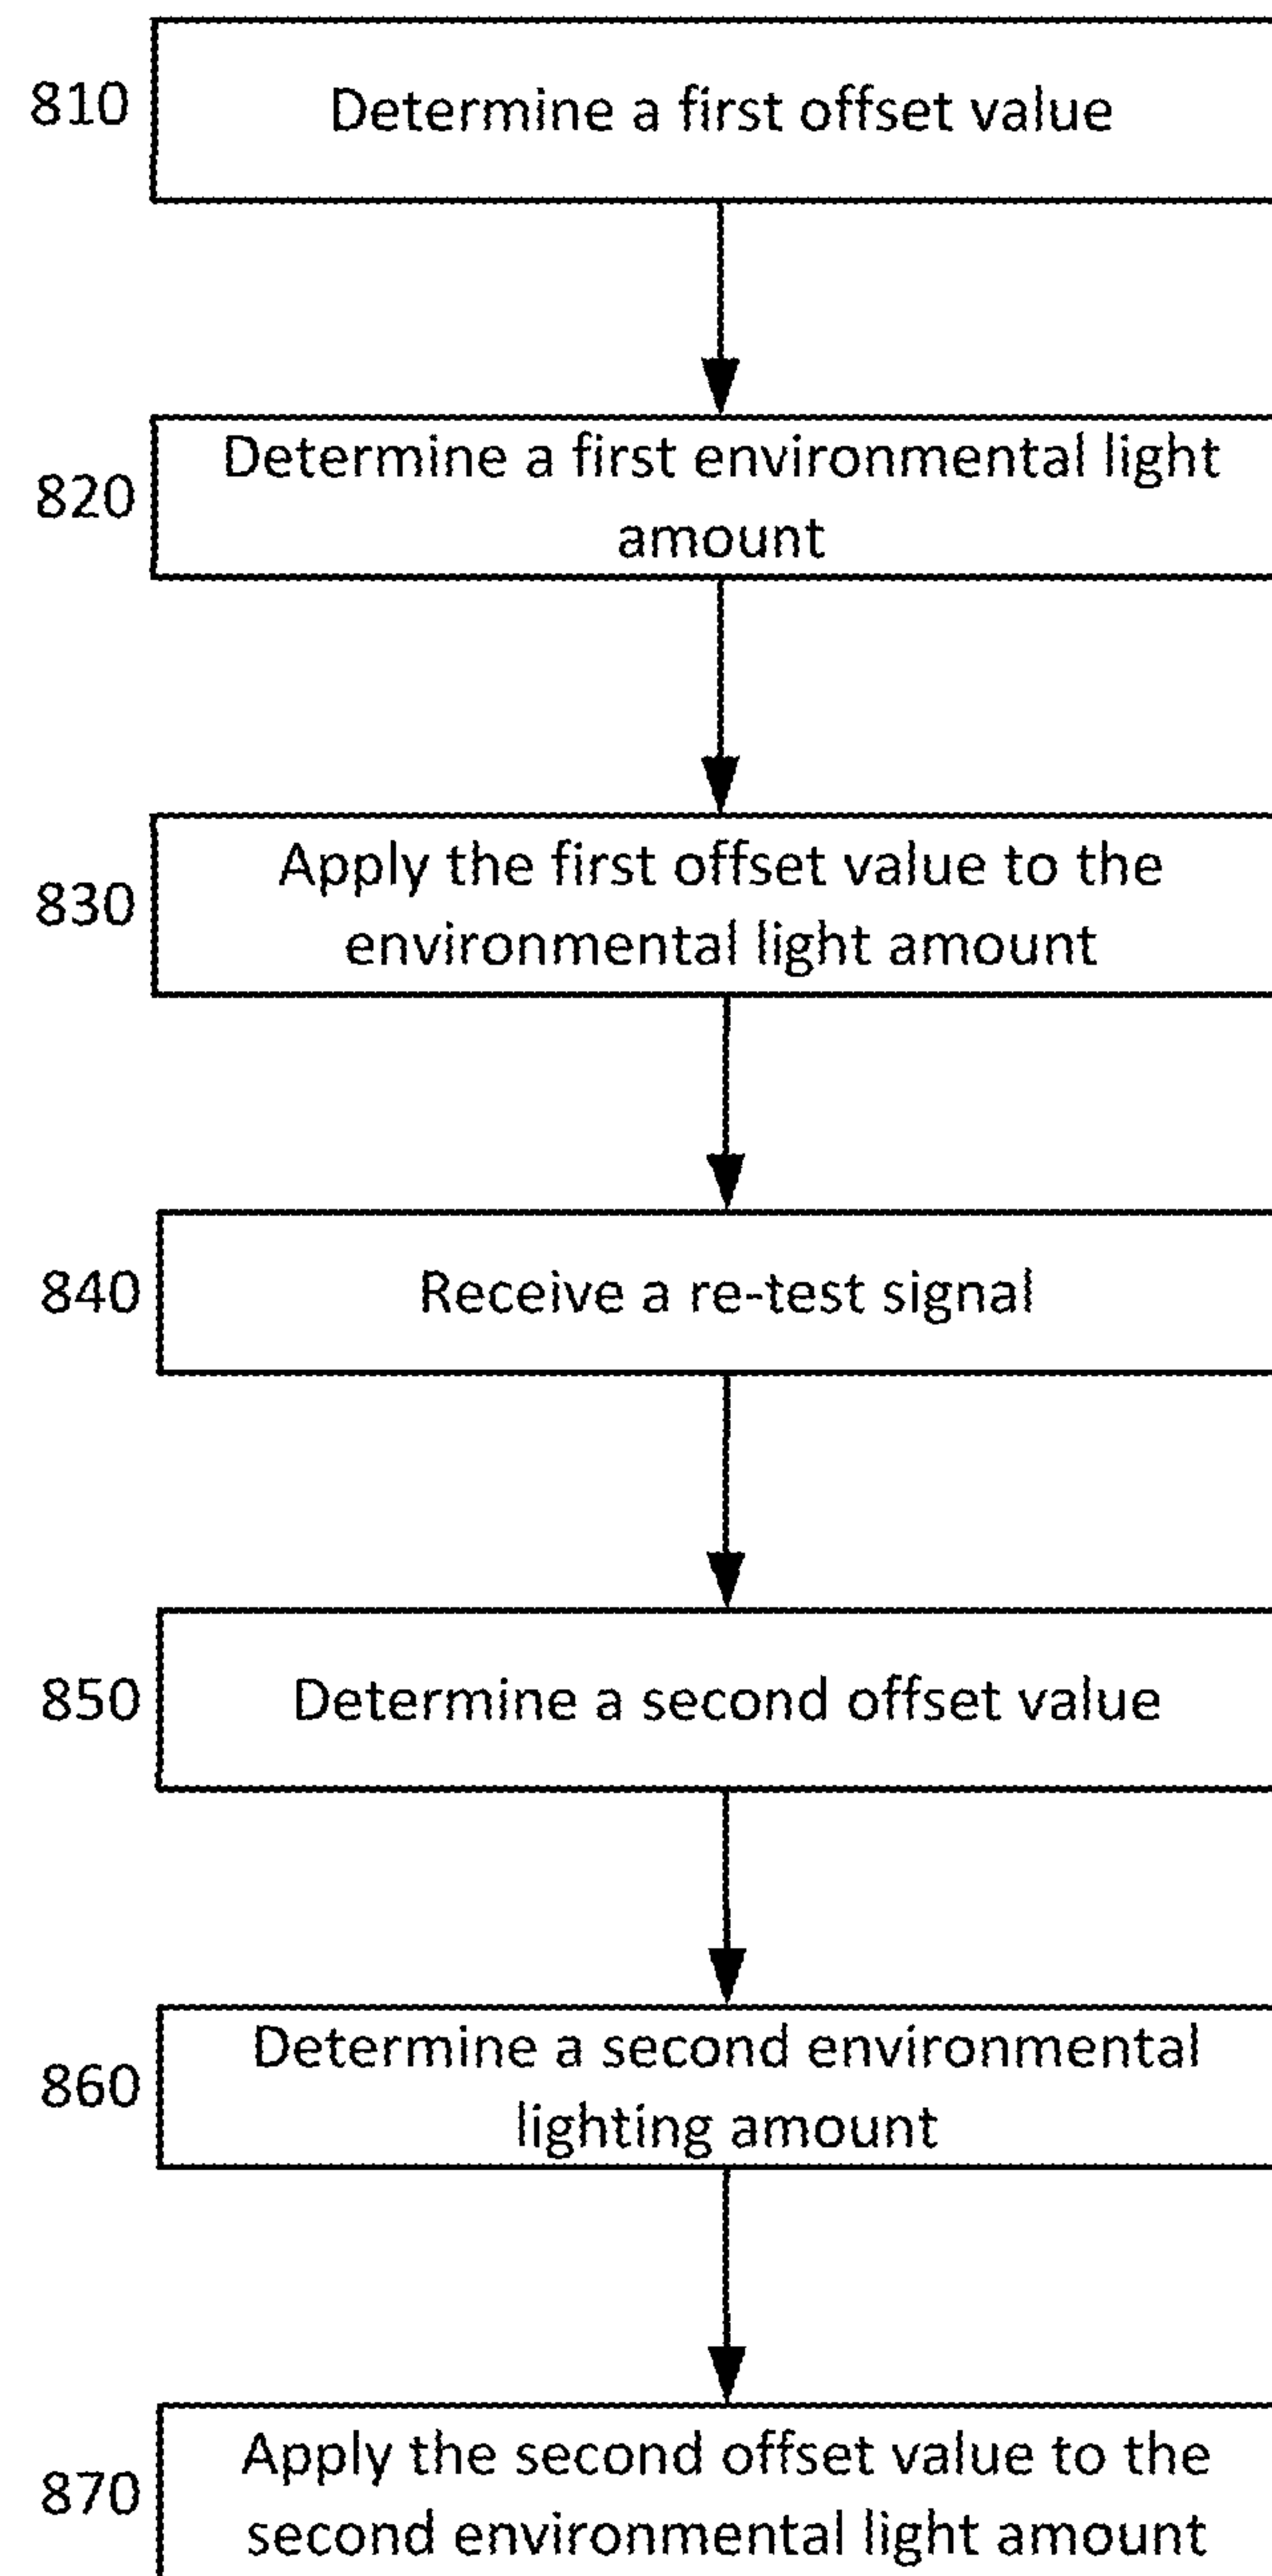 810
Determine a first offset value
820
Determine a first environmental light
amount
830
Apply the first offset value to the
environmental light amount
840
Receive a re-test signal
850
Determine a second offset value
860
Determine a second environmental
lighting amount
870
Apply the second offset value to the
second environmental light amount